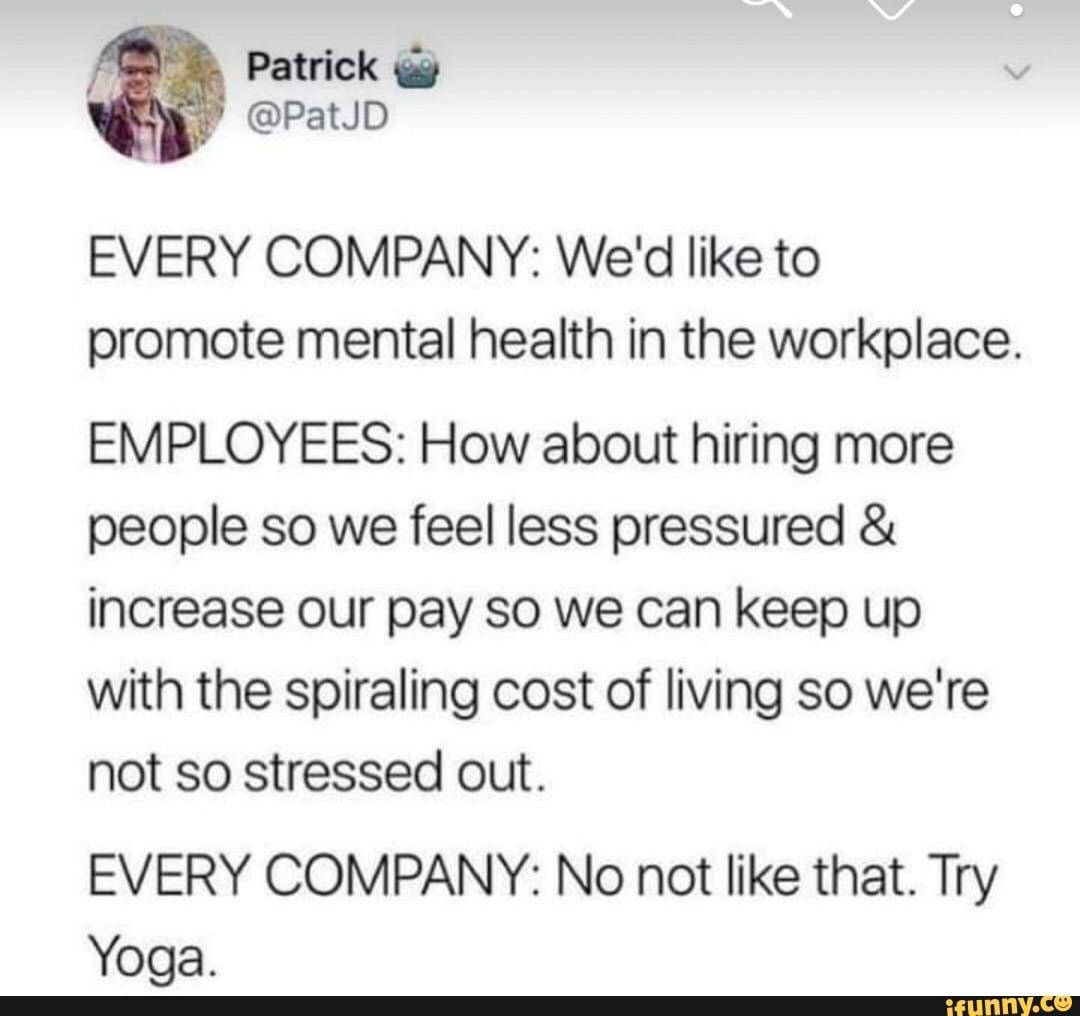 Patrick 🤖
@PatJD
EVERY COMPANY: We'd like to
promote mental health in the workplace.
EMPLOYEES: How about hiring more
people so we feel less pressured &
increase our pay so we can keep up
with the spiraling cost of living so we're
not so stressed out.
EVERY COMPANY: No not like that. Try
Yoga.
ifunny.co